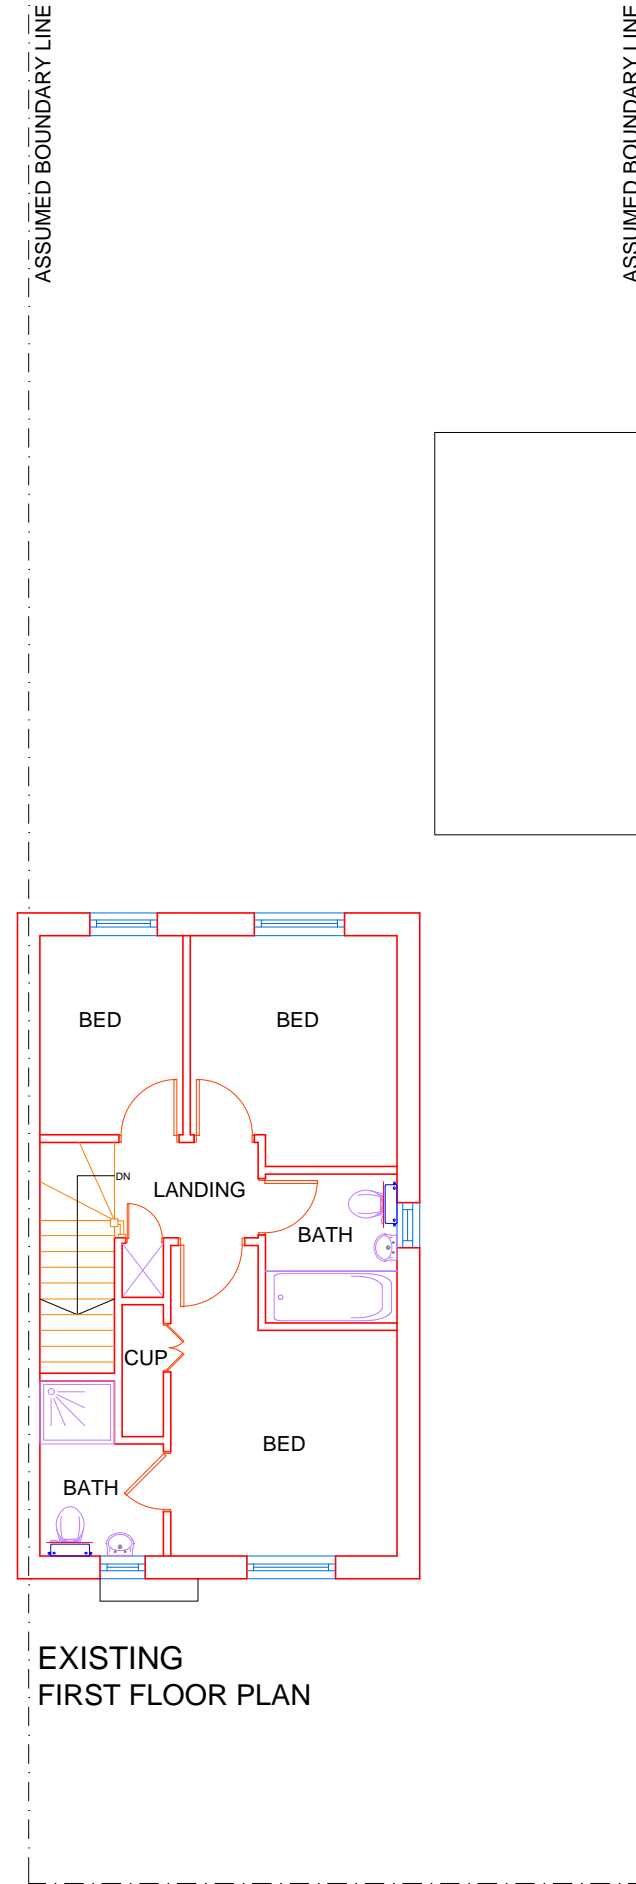 ASSUMED BOUNDARY LINE
ASSUMED BOUNDARY LINE
BED
BED
DN
LANDING
BATH
CUP
BED
BATH
EXISTING
FIRST FLOOR PLAN